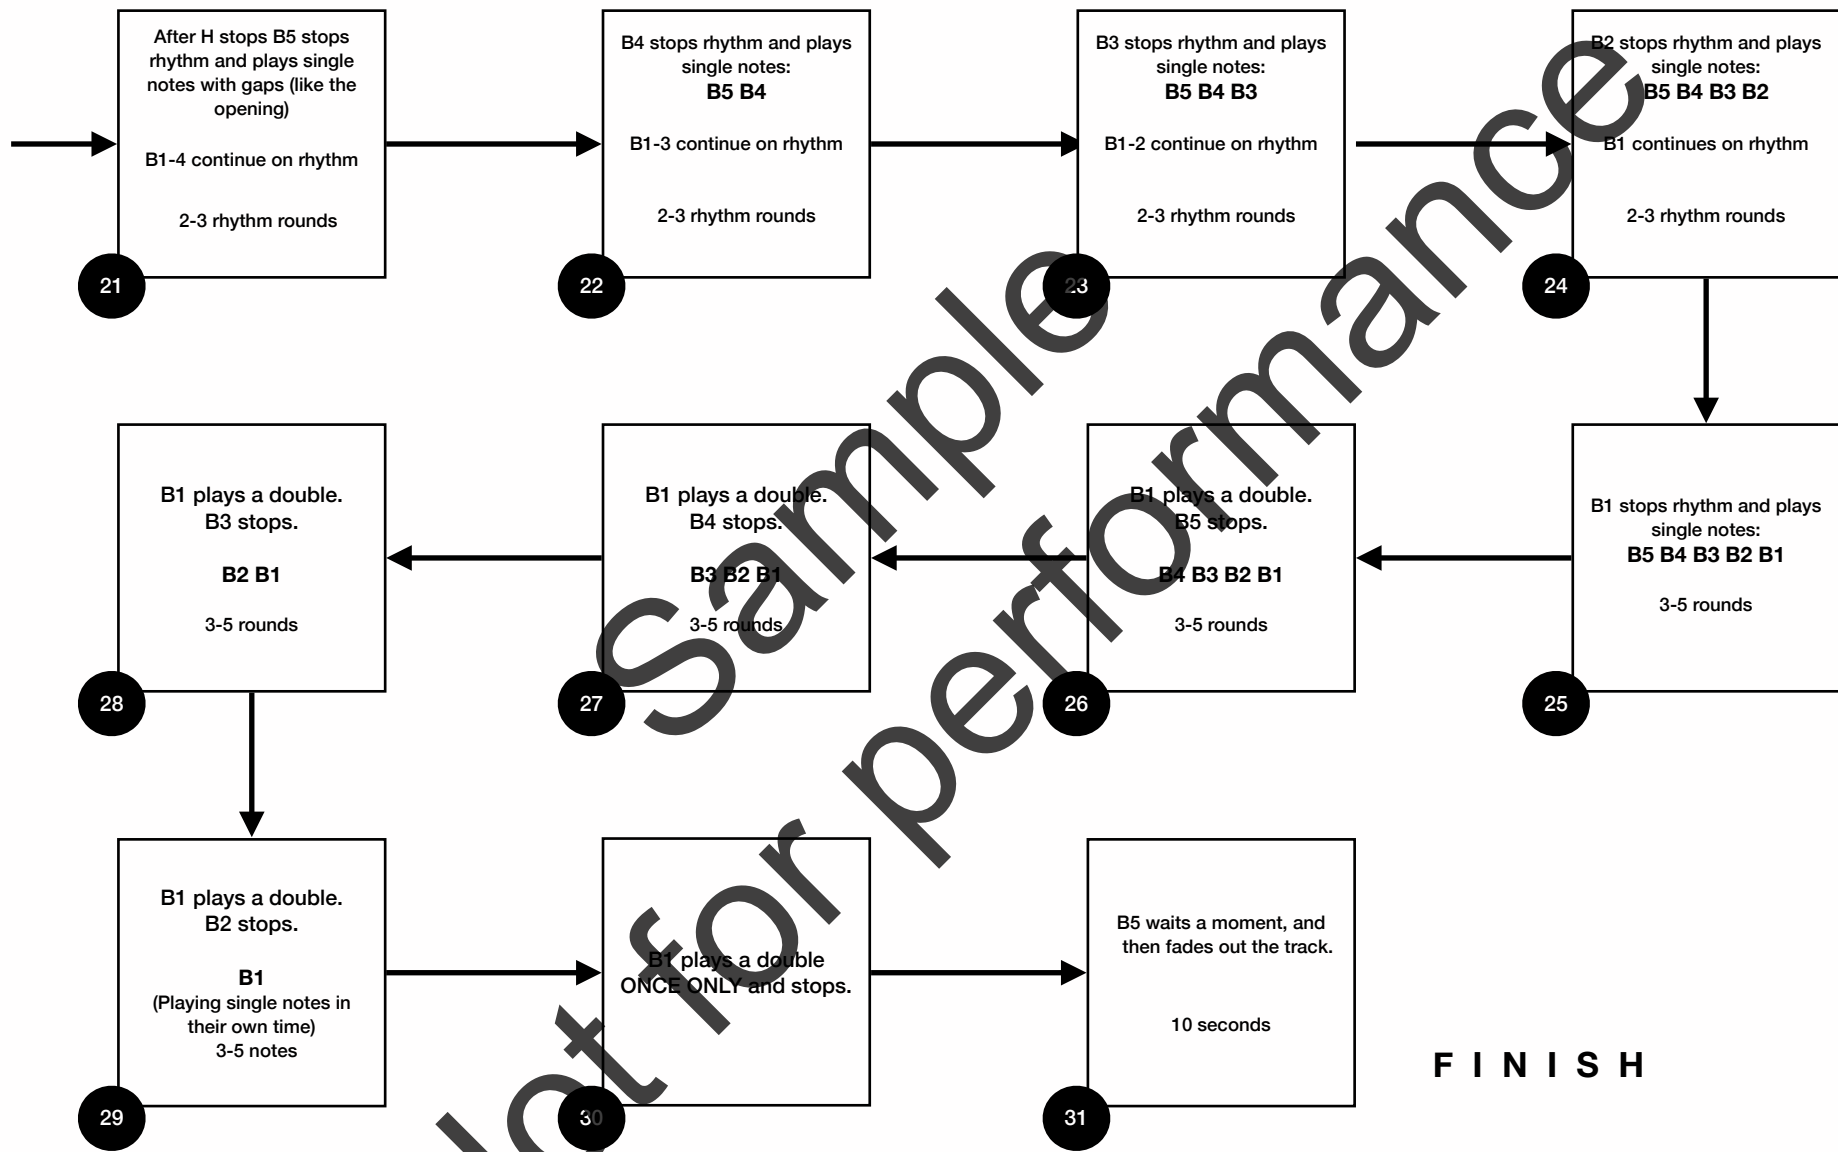 After H stops B5 stops
rhythm and plays single
notes with gaps (like the
opening)
B1-4 continue on rhythm
2-3 rhythm rounds
21
B4 stops rhythm and plays
single notes:
B5 B4
B1-3 continue on rhythm
2-3 rhythm rounds
22
B3 stops rhythm and plays
single notes:
B5 B4 B3
B1-2 continue on rhythm
2-3 rhythm rounds
23
B2 stops rhythm and plays
single notes:
B5 B4 B3 B2
B1 continues on rhythm
2-3 rhythm rounds
24
B1 stops rhythm and plays
single notes:
B5 B4 B3 B2 B1
3-5 rounds
25
B1 plays a double.
B5 stops.
B4 B3 B2 B1
3-5 rounds
26
B1 plays a double.
B4 stops.
B3 B2 B1
3-5 rounds
27
B1 plays a double.
B3 stops.
B2 B1
3-5 rounds
28
B1 plays a double.
B2 stops.
B1
(Playing single notes in
their own time)
3-5 notes
29
B1 plays a double
ONCE ONLY and stops.
30
B5 waits a moment, and
then fades out the track.
10 seconds
31
F I N I S H
Sample
for performance